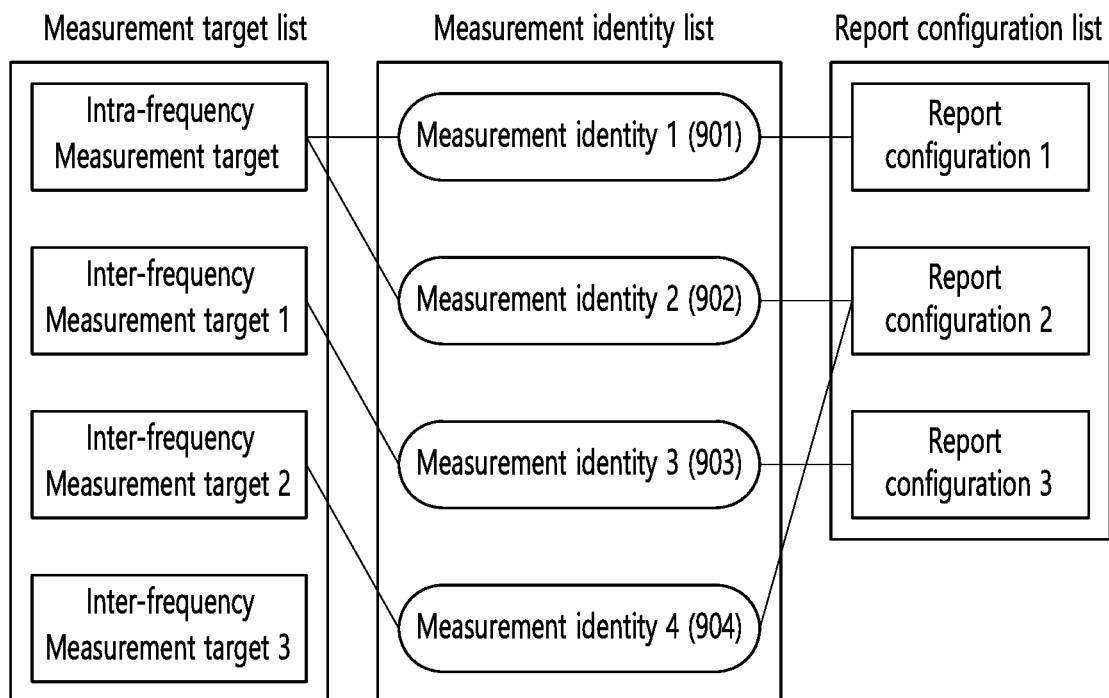 Measurement target list
Measurement identity list
Report configuration list
Intra-frequency
Measurement target
Measurement identity 1 (901)
Report
configuration 1
Inter-frequency
Measurement target 1
Measurement identity 2 (902)
Report
configuration 2
Inter-frequency
Measurement target 2
Measurement identity 3 (903)
Report
configuration 3
Inter-frequency
Measurement target 3
Measurement identity 4 (904)